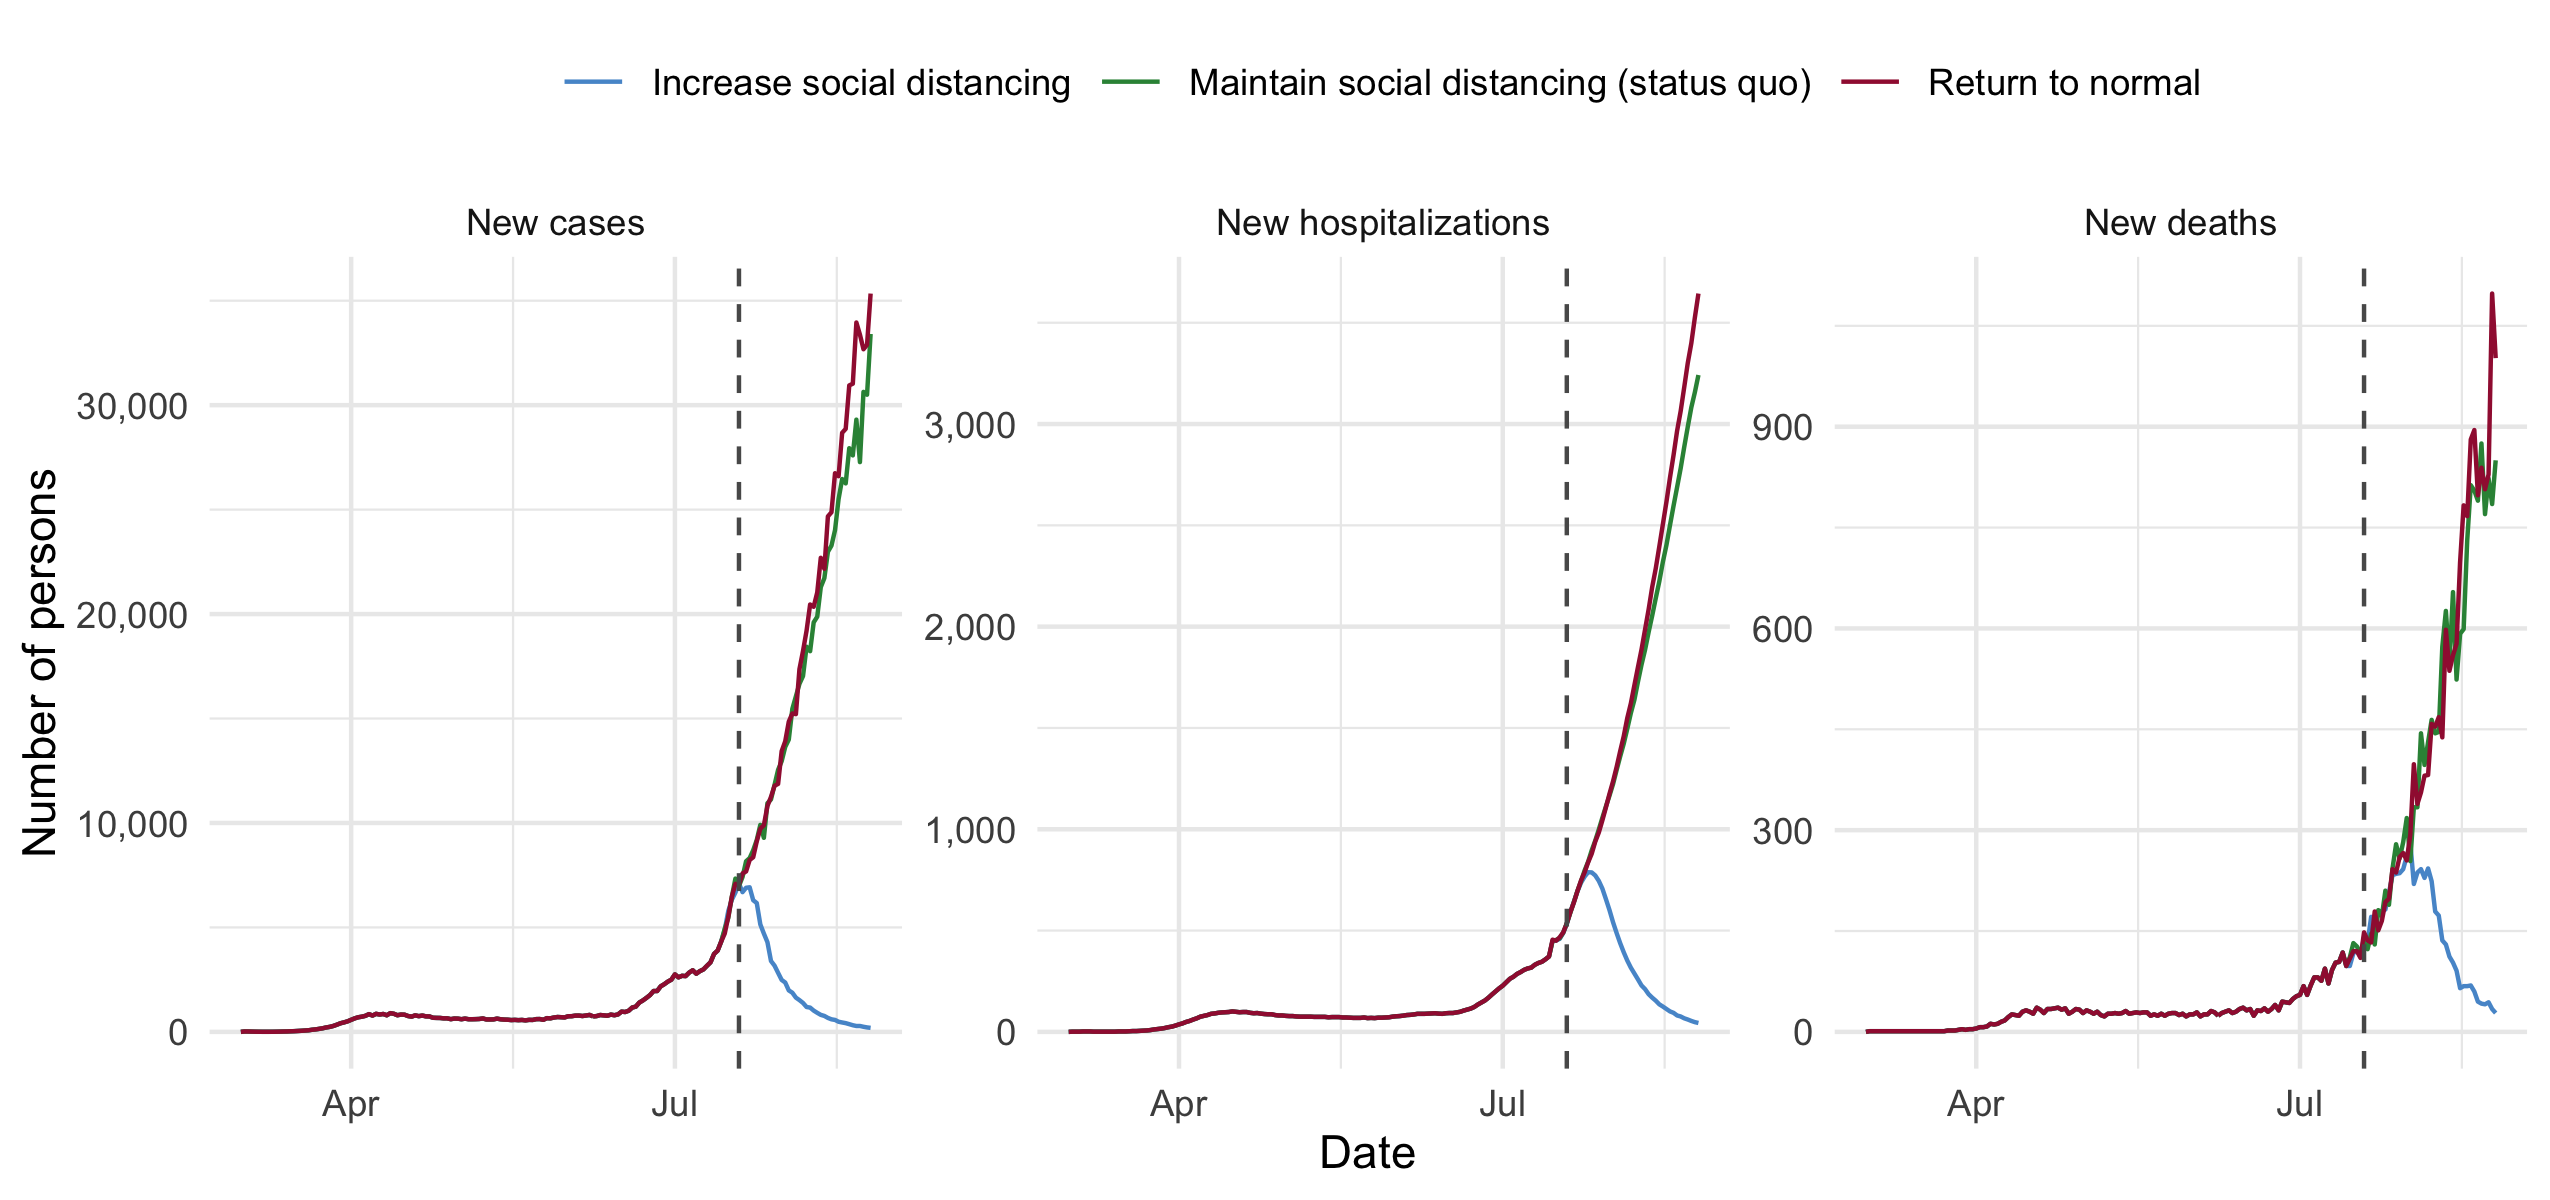 Increase social distancing Maintain social distancing (status quo) Return to normal
New cases New hospitalizations New deaths
Number of persons
30,000
20,000
10,000
0
3,000
2,000
1,000
0
900
600
300
0
Apr Jul Apr Jul Apr Jul
Date